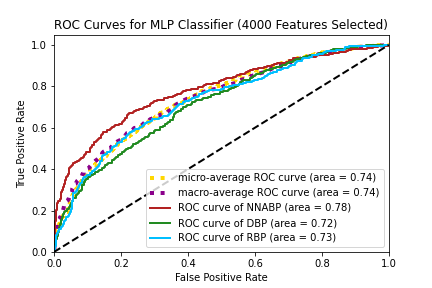 ROC Curves for MLP Classifier (4000 Features Selected)
1.0
0.8
0.6
0.4
0.2
0.0
True Positive Rate
micro-average ROC curve (area = 0.74)
macro-average ROC curve (area = 0.74)
ROC curve of NNABP (area = 0.78)
ROC curve of DBP (area = 0.72)
ROC curve of RBP (area = 0.73)
0.0 0.2 0.4 0.6 0.8 1.0
False Positive Rate